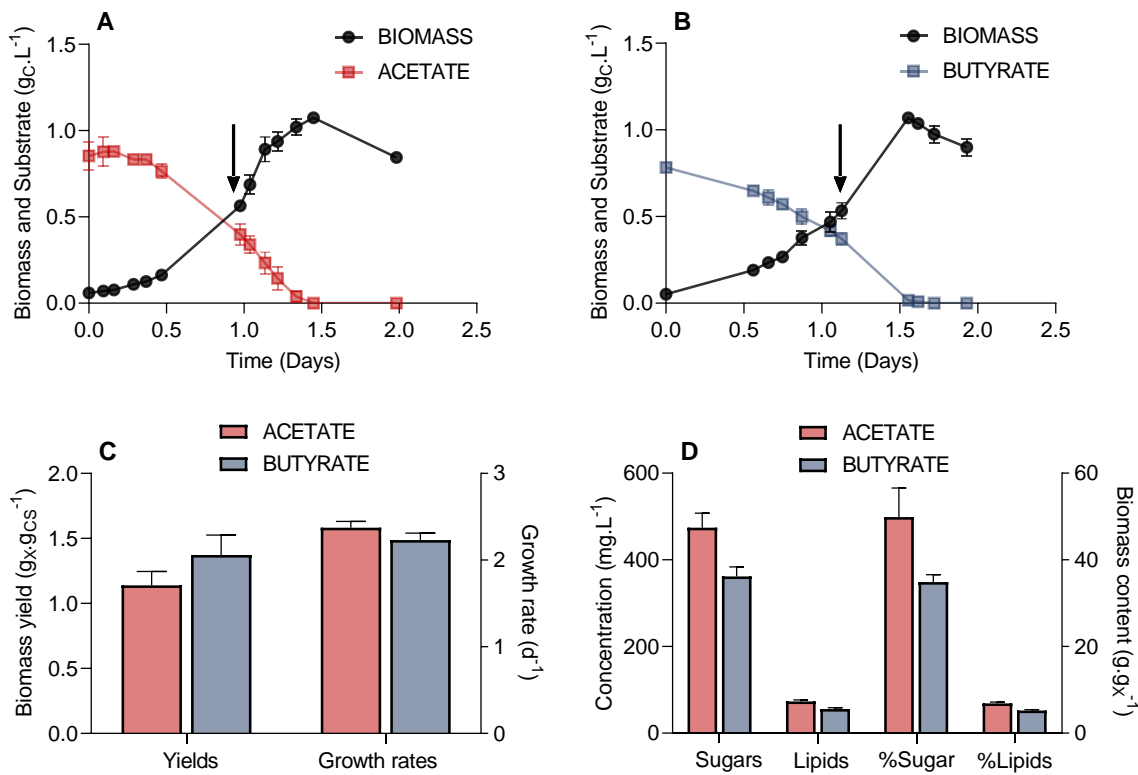 A
BIOMASS
ACETATE
Biomass and Substrate (gC.L⁻¹)
1.5
1.0
0.5
0.0
0.0 0.5 1.0 1.5 2.0 2.5
Time (Days)
B
BIOMASS
BUTYRATE
Biomass and Substrate (gC.L⁻¹)
1.5
1.0
0.5
0.0
0.0 0.5 1.0 1.5 2.0 2.5
Time (Days)
C
ACETATE
BUTYRATE
Biomass yield (gX.gCS⁻¹)
2.0
1.5
1.0
0.5
0.0
3
2
1
0
Growth rate (d⁻¹)
Yields Growth rates
D
ACETATE
BUTYRATE
Concentration (mg.L⁻¹)
600
400
200
0
60
40
20
0
Biomass content (g.gX⁻¹)
Sugars Lipids %Sugar %Lipids